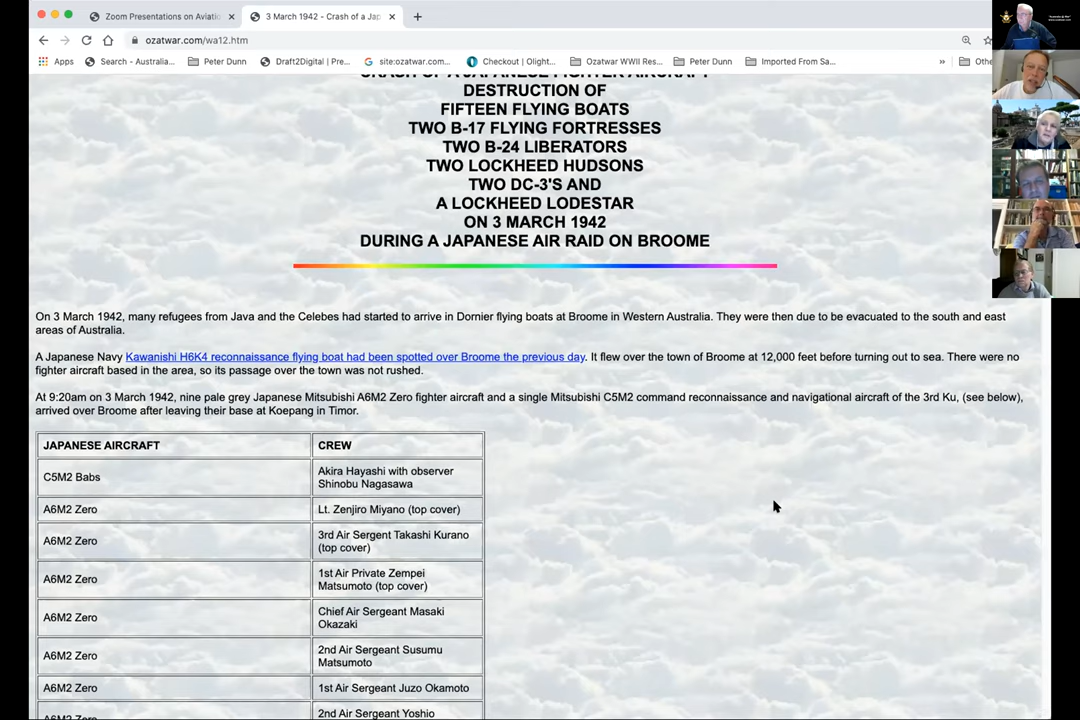 Zoom Presentations on Aviatic
3 March 1942 - Crash of a Jap
ozatwar.com/wa12.htm
Apps
Search - Australia...
Peter Dunn
Draft2Digital | Pre...
site:ozatwar.com...
Checkout | Olight...
Ozatwar WWII Res...
Peter Dunn
Imported From Sa...
»
Othe
CRASH OF A JAPANESE FIGHTER AIRCRAFT
DESTRUCTION OF
FIFTEEN FLYING BOATS
TWO B-17 FLYING FORTRESSES
TWO B-24 LIBERATORS
TWO LOCKHEED HUDSONS
TWO DC-3'S AND
A LOCKHEED LODESTAR
ON 3 MARCH 1942
DURING A JAPANESE AIR RAID ON BROOME
On 3 March 1942, many refugees from Java and the Celebes had started to arrive in Dornier flying boats at Broome in Western Australia. They were then due to be evacuated to the south and east
areas of Australia.
A Japanese Navy Kawanishi H6K4 reconnaissance flying boat had been spotted over Broome the previous day. It flew over the town of Broome at 12,000 feet before turning out to sea. There were no
fighter aircraft based in the area, so its passage over the town was not rushed.
At 9:20am on 3 March 1942, nine pale grey Japanese Mitsubishi A6M2 Zero fighter aircraft and a single Mitsubishi C5M2 command reconnaissance and navigational aircraft of the 3rd Ku, (see below),
arrived over Broome after leaving their base at Koepang in Timor.
JAPANESE AIRCRAFT
CREW
C5M2 Babs
Akira Hayashi with observer
Shinobu Nagasawa
A6M2 Zero
Lt. Zenjiro Miyano (top cover)
A6M2 Zero
3rd Air Sergent Takashi Kurano
(top cover)
A6M2 Zero
1st Air Private Zempei
Matsumoto (top cover)
A6M2 Zero
Chief Air Sergeant Masaki
Okazaki
A6M2 Zero
2nd Air Sergeant Susumu
Matsumoto
A6M2 Zero
1st Air Sergeant Juzo Okamoto
A6M2 Zero
2nd Air Sergeant Yoshio